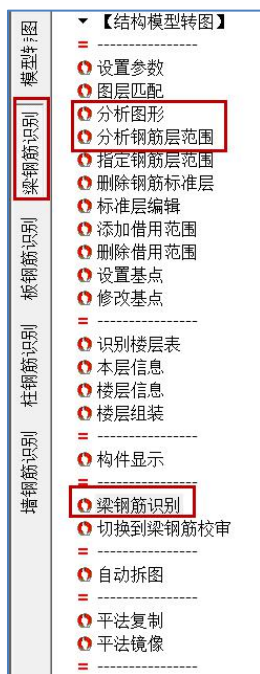 模型转图
梁钢筋识别
板钢筋识别
柱钢筋识别
墙钢筋识别
【结构模型转图】
= ----------------
设置参数
图层匹配
分析图形
分析钢筋层范围
指定钢筋层范围
删除钢筋标准层
标准层编辑
添加借用范围
删除借用范围
设置基点
修改基点
= ----------------
识别楼层表
本层信息
楼层信息
楼层组装
= ----------------
构件显示
= ----------------
梁钢筋识别
切换到梁钢筋校审
= ----------------
自动拆图
= ----------------
平法复制
平法镜像
= ----------------